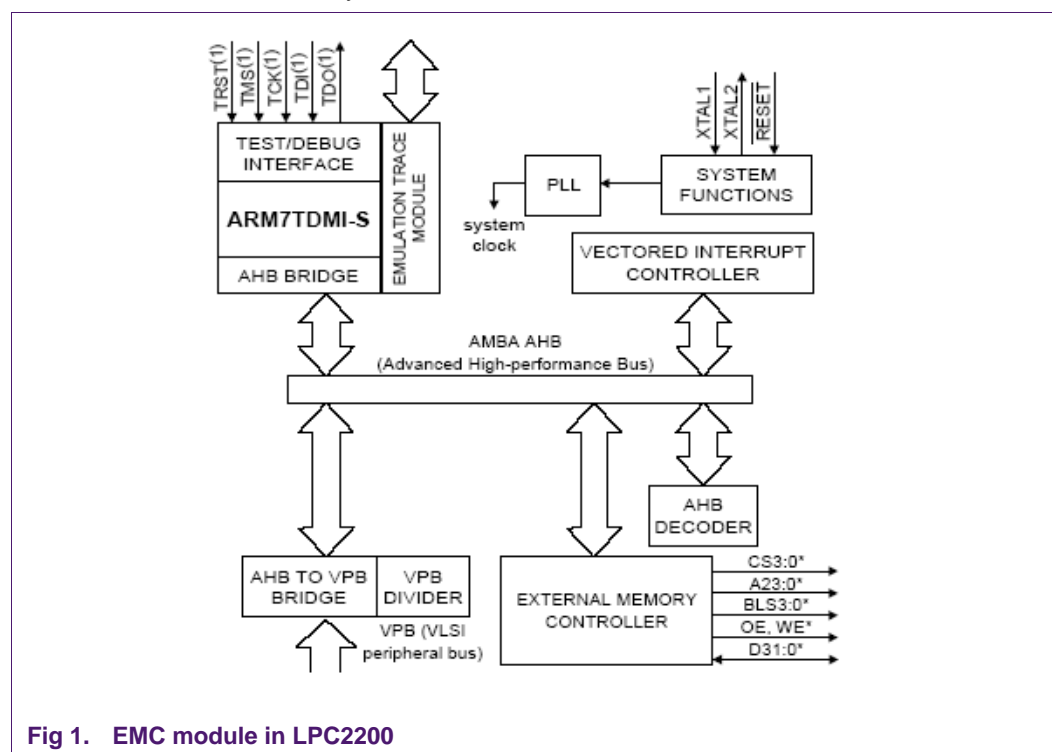 TRST(1)
TMS(1)
TCK(1)
TDI(1)
TDO(1)
TEST/DEBUG
INTERFACE
ARM7TDMI-S
AHB BRIDGE
EMULATION TRACE
MODULE
XTAL1
XTAL2
RESET
SYSTEM
FUNCTIONS
PLL
system
clock
VECTORED INTERRUPT
CONTROLLER
AMBA AHB
(Advanced High-performance Bus)
AHB
DECODER
AHB TO VPB
BRIDGE
VPB
DIVIDER
VPB (VLSI
peripheral bus)
EXTERNAL MEMORY
CONTROLLER
CS3:0*
A23:0*
BLS3:0*
OE, WE*
D31:0*
Fig 1. EMC module in LPC2200